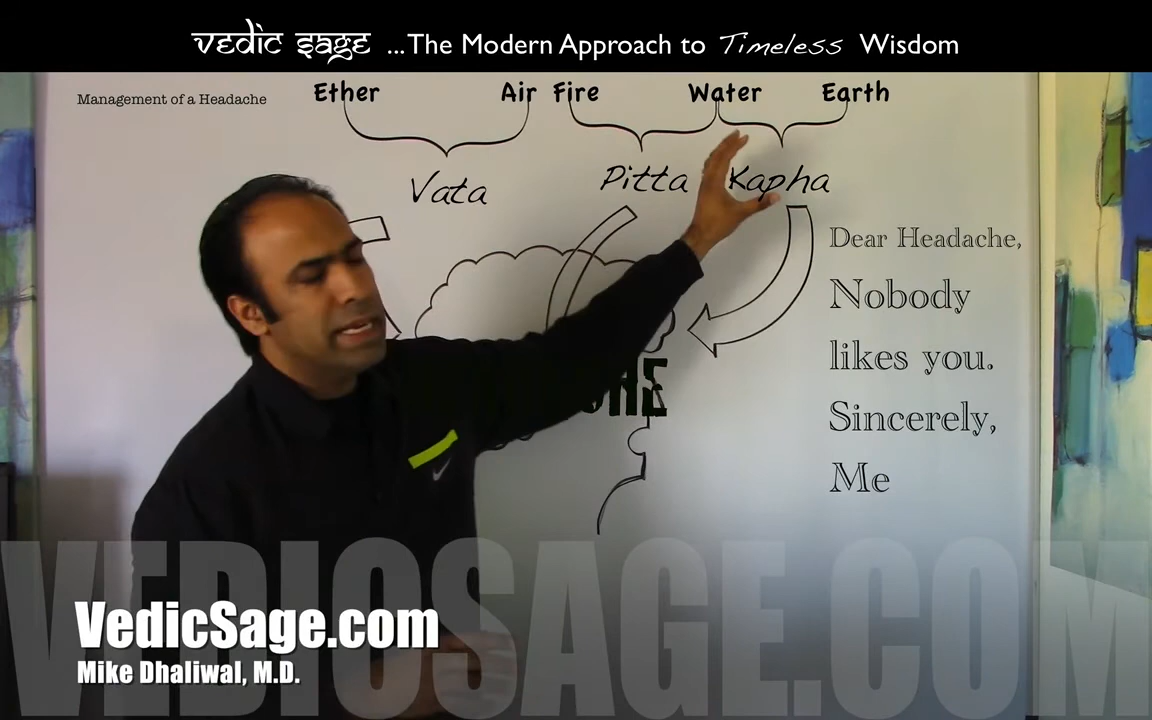 vedic sage ...The Modern Approach to Timeless Wisdom
Management of a Headache
Ether Air Fire Water Earth
Vata Pitta Kapha
Dear Headache,
Nobody
likes you.
Sincerely,
Me
VEDICSAGE.COM
VedicSage.com
Mike Dhaliwal, M.D.